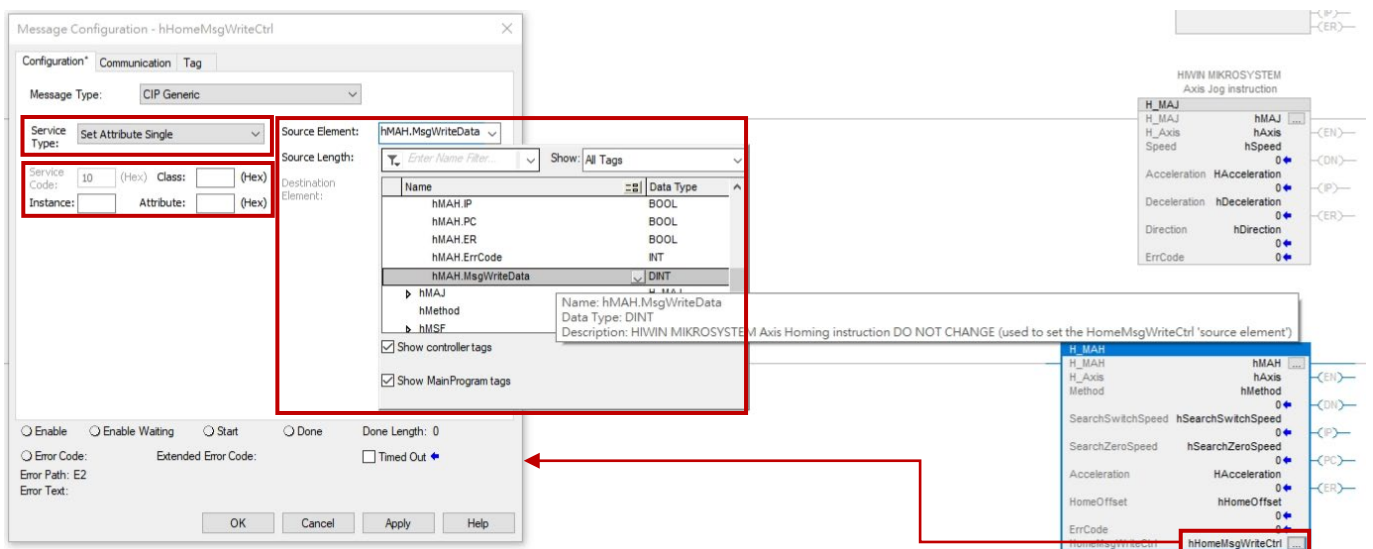 Message Configuration - hHomeMsgWriteCtrl
Configuration* Communication Tag
Message Type: CIP Generic
Service Type: Set Attribute Single
Service Code: 10 (Hex) Class: (Hex)
Instance: Attribute: (Hex)
Source Element: hMAH.MsgWriteData
Source Length:
Destination Element:
Enter Name Filter... Show: All Tags
Name Data Type
hMAH.IP BOOL
hMAH.PC BOOL
hMAH.ER BOOL
hMAH.ErrCode INT
hMAH.MsgWriteData DINT
hMAJ H_MAJ
hMethod
hMSF
Name: hMAH.MsgWriteData
Data Type: DINT
Description: HIWIN MIKROSYSTEM Axis Homing instruction DO NOT CHANGE (used to set the HomeMsgWriteCtrl 'source element')
Show controller tags
Show MainProgram tags
Enable Enable Waiting Start Done Done Length: 0
Error Code: Extended Error Code: Timed Out
Error Path: E2
Error Text:
OK Cancel Apply Help
(IP)
(ER)
HIWIN MIKROSYSTEM
Axis Jog instruction
H_MAJ
H_MAJ hMAJ ...
H_Axis hAxis (EN)
Speed hSpeed
0 (DN)
Acceleration HAcceleration
0 (IP)
Deceleration hDeceleration
0 (ER)
Direction hDirection
0
ErrCode 0
H_MAH
H_MAH hMAH ...
H_Axis hAxis (EN)
Method hMethod
0 (DN)
SearchSwitchSpeed hSearchSwitchSpeed
0 (IP)
SearchZeroSpeed hSearchZeroSpeed
0 (PC)
Acceleration HAcceleration
0 (ER)
HomeOffset hHomeOffset
0
ErrCode 0
HomeMsgWriteCtrl hHomeMsgWriteCtrl ...